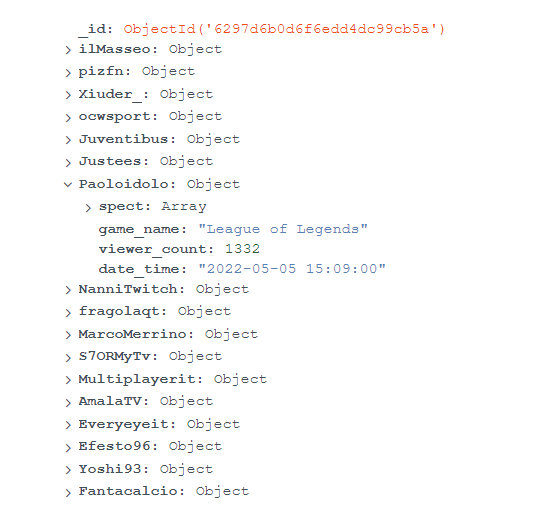 _id: ObjectId('6297d6b0d6f6edd4dc99cb5a')
ilMasseo: Object
pizfn: Object
Xiuder_: Object
ocwsport: Object
Juventibus: Object
Justees: Object
Paoloidolo: Object
spect: Array
game_name: "League of Legends"
viewer_count: 1332
date_time: "2022-05-05 15:09:00"
NanniTwitch: Object
fragolaqt: Object
MarcoMerrino: Object
S7ORMyTv: Object
Multiplayerit: Object
AmalaTV: Object
Everyeyeit: Object
Efesto96: Object
Yoshi93: Object
Fantacalcio: Object